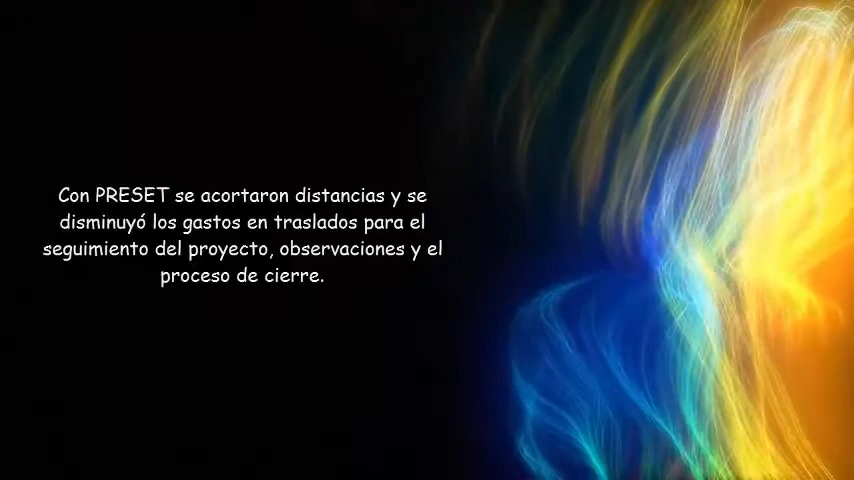 Con PRESET se acortaron distancias y se
disminuyó los gastos en traslados para el
seguimiento del proyecto, observaciones y el
proceso de cierre.